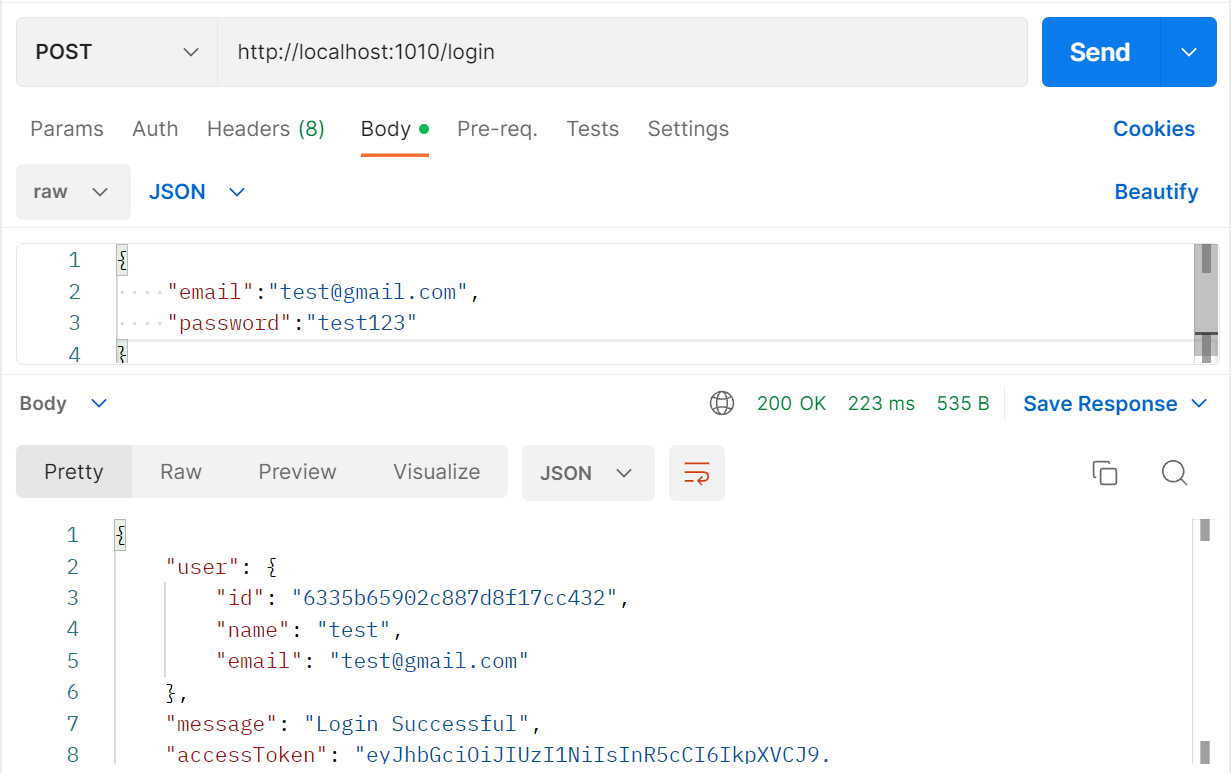 POST http://localhost:1010/login Send
Params Auth Headers (8) Body Pre-req. Tests Settings Cookies
raw JSON Beautify
1 {
2 "email":"test@gmail.com",
3 "password":"test123"
4 }
Body 200 OK 223 ms 535 B Save Response
Pretty Raw Preview Visualize JSON
1 {
2 "user": {
3 "id": "6335b65902c887d8f17cc432",
4 "name": "test",
5 "email": "test@gmail.com"
6 },
7 "message": "Login Successful",
8 "accessToken": "eyJhbGciOiJIUzI1NiIsInR5cCI6IkpXVCJ9.